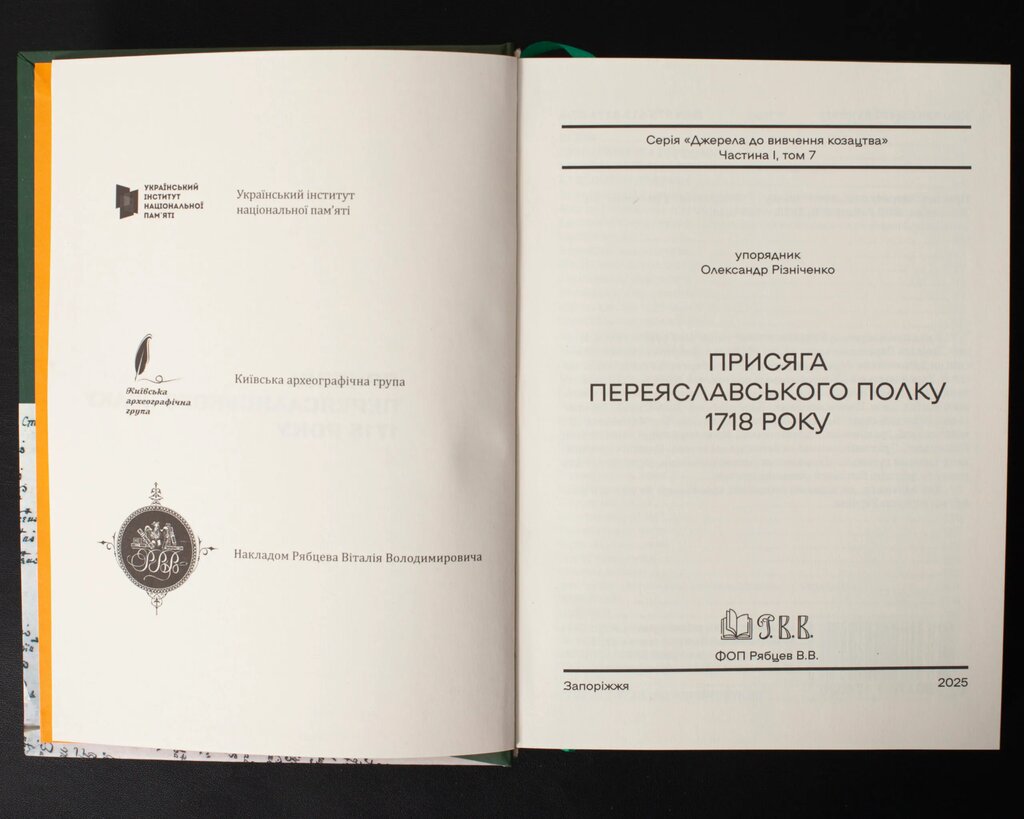 УКРАЇНСЬКИЙ
ІНСТИТУТ
НАЦІОНАЛЬНОЇ
ПАМ'ЯТІ
Український інститут
національної пам'яті
Київська
археографічна
група
Київська археографічна група
РВВ
Накладом Рябцева Віталія Володимировича
Серія «Джерела до вивчення козацтва»
Частина І, том 7
упорядник
Олександр Різніченко
ПРИСЯГА
ПЕРЕЯСЛАВСЬКОГО ПОЛКУ
1718 РОКУ
Р.В.В.
ФОП Рябцев В.В.
Запоріжжя
2025